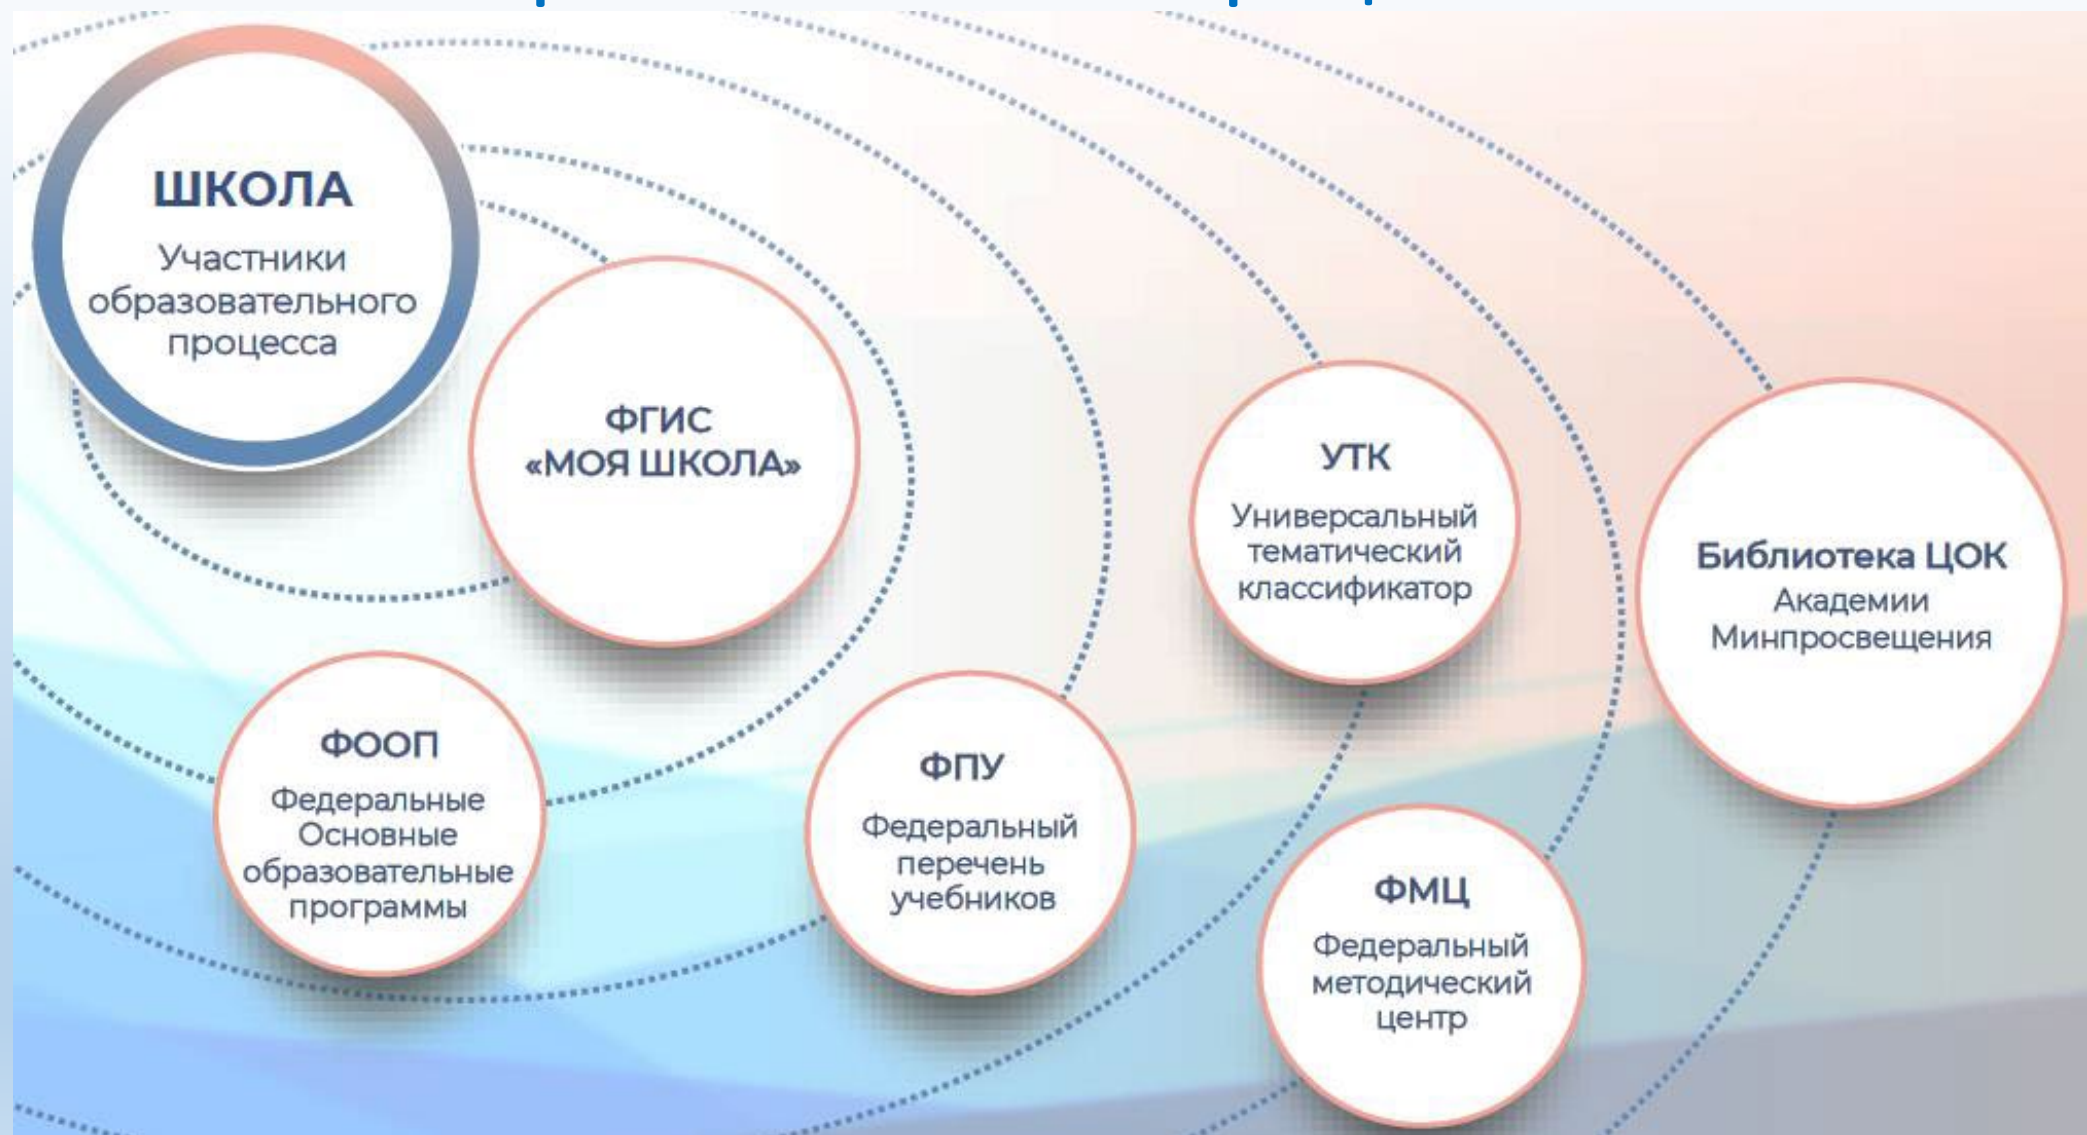 ШКОЛА
Участники
образовательного
процесса
ФГИС
«МОЯ ШКОЛА»
УТК
Универсальный
тематический
классификатор
Библиотека ЦОК
Академии
Минпросвещения
ФООП
Федеральные
Основные
образовательные
программы
ФПУ
Федеральный
перечень
учебников
ФМЦ
Федеральный
методический
центр